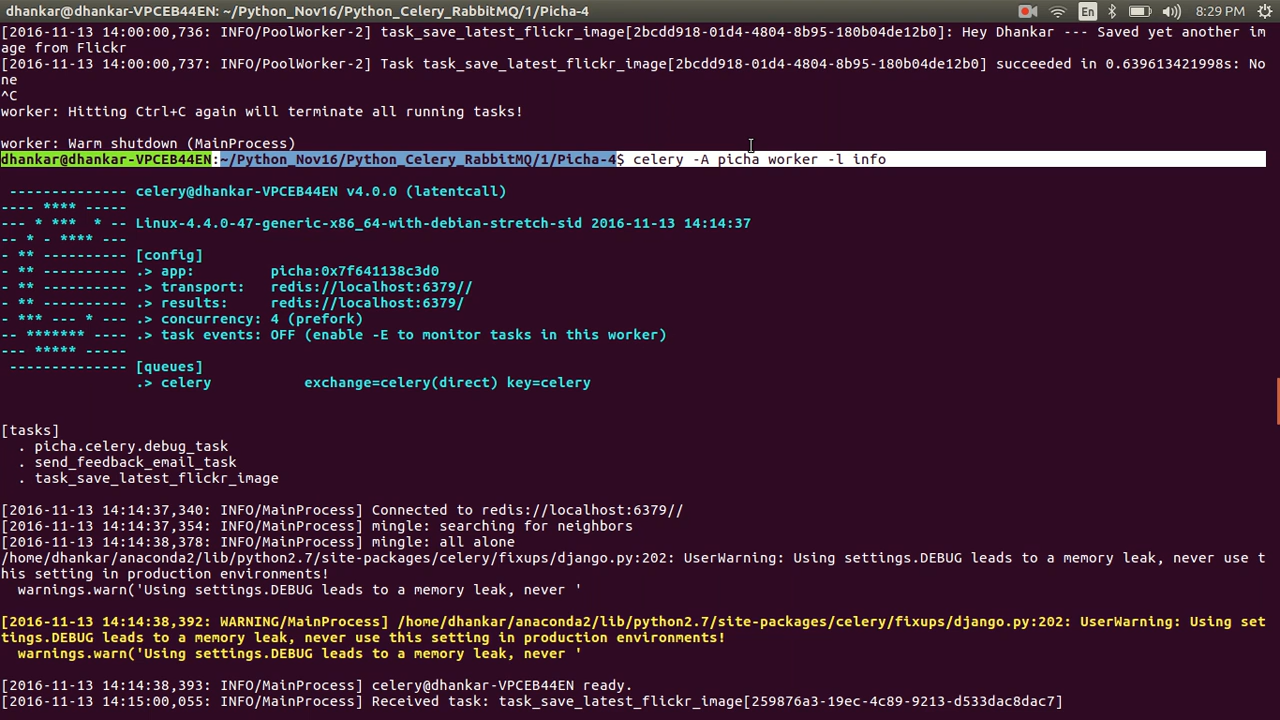 dhankar@dhankar-VPCEB44EN: ~/Python_Nov16/Python_Celery_RabbitMQ/1/Picha-4
En
8:29 PM
[2016-11-13 14:00:00,736: INFO/PoolWorker-2] task_save_latest_flickr_image[2bcdd918-01d4-4804-8b95-180b04de12b0]: Hey Dhankar --- Saved yet another im
age from Flickr
[2016-11-13 14:00:00,737: INFO/PoolWorker-2] Task task_save_latest_flickr_image[2bcdd918-01d4-4804-8b95-180b04de12b0] succeeded in 0.639613421998s: No
ne
^C
worker: Hitting Ctrl+C again will terminate all running tasks!
worker: Warm shutdown (MainProcess)
dhankar@dhankar-VPCEB44EN:~/Python_Nov16/Python_Celery_RabbitMQ/1/Picha-4$ celery -A picha worker -l info
 -------------- celery@dhankar-VPCEB44EN v4.0.0 (latentcall)
---- **** -----
--- * ***  * -- Linux-4.4.0-47-generic-x86_64-with-debian-stretch-sid 2016-11-13 14:14:37
-- * - **** ---
- ** ---------- [config]
- ** ---------- .> app:         picha:0x7f641138c3d0
- ** ---------- .> transport:   redis://localhost:6379//
- ** ---------- .> results:     redis://localhost:6379/
- *** --- * --- .> concurrency: 4 (prefork)
-- ******* ---- .> task events: OFF (enable -E to monitor tasks in this worker)
--- ***** -----
 -------------- [queues]
                .> celery           exchange=celery(direct) key=celery
[tasks]
  . picha.celery.debug_task
  . send_feedback_email_task
  . task_save_latest_flickr_image
[2016-11-13 14:14:37,340: INFO/MainProcess] Connected to redis://localhost:6379//
[2016-11-13 14:14:37,354: INFO/MainProcess] mingle: searching for neighbors
[2016-11-13 14:14:38,378: INFO/MainProcess] mingle: all alone
/home/dhankar/anaconda2/lib/python2.7/site-packages/celery/fixups/django.py:202: UserWarning: Using settings.DEBUG leads to a memory leak, never use t
his setting in production environments!
  warnings.warn('Using settings.DEBUG leads to a memory leak, never '
[2016-11-13 14:14:38,392: WARNING/MainProcess] /home/dhankar/anaconda2/lib/python2.7/site-packages/celery/fixups/django.py:202: UserWarning: Using set
tings.DEBUG leads to a memory leak, never use this setting in production environments!
  warnings.warn('Using settings.DEBUG leads to a memory leak, never '
[2016-11-13 14:14:38,393: INFO/MainProcess] celery@dhankar-VPCEB44EN ready.
[2016-11-13 14:15:00,055: INFO/MainProcess] Received task: task_save_latest_flickr_image[259876a3-19ec-4c89-9213-d533dac8dac7]